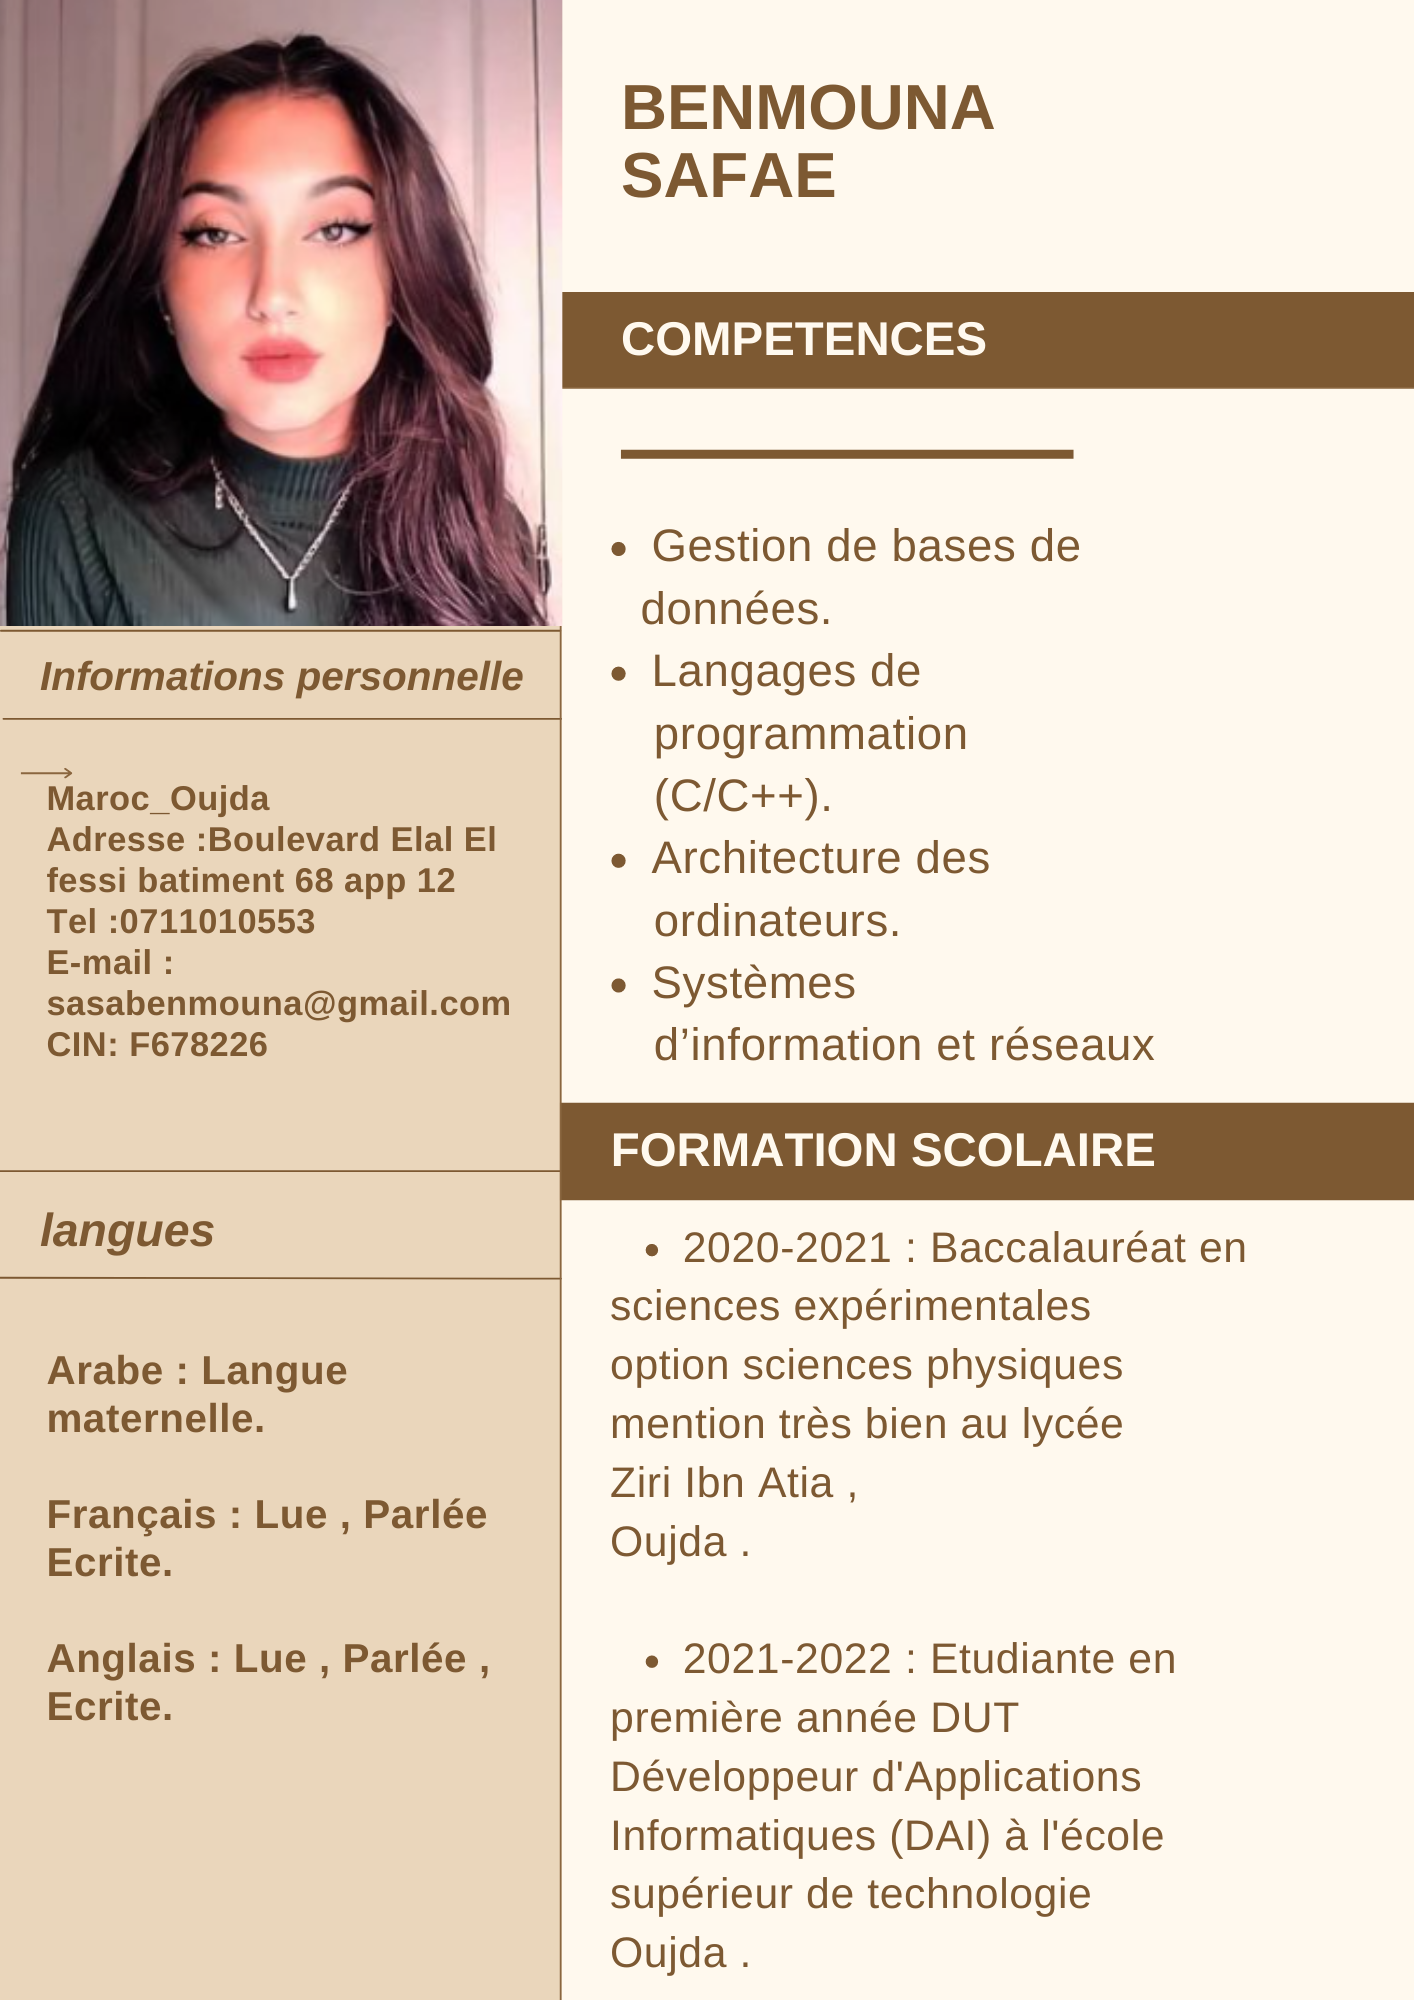 BENMOUNA
SAFAE
COMPETENCES
• Gestion de bases de
données.
• Langages de
programmation
(C/C++).
• Architecture des
ordinateurs.
• Systèmes
d’information et réseaux
FORMATION SCOLAIRE
• 2020-2021 : Baccalauréat en
sciences expérimentales
option sciences physiques
mention très bien au lycée
Ziri Ibn Atia ,
Oujda .
• 2021-2022 : Etudiante en
première année DUT
Développeur d'Applications
Informatiques (DAI) à l'école
supérieur de technologie
Oujda .
Informations personnelle
Maroc_Oujda
Adresse :Boulevard Elal El
fessi batiment 68 app 12
Tel :0711010553
E-mail :
sasabenmouna@gmail.com
CIN: F678226
langues
Arabe : Langue
maternelle.
Français : Lue , Parlée
Ecrite.
Anglais : Lue , Parlée ,
Ecrite.